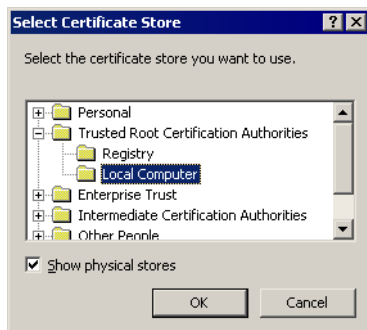 Select Certificate Store
Select the certificate store you want to use.
Personal
Trusted Root Certification Authorities
Registry
Local Computer
Enterprise Trust
Intermediate Certification Authorities
Other People
Show physical stores
OK Cancel